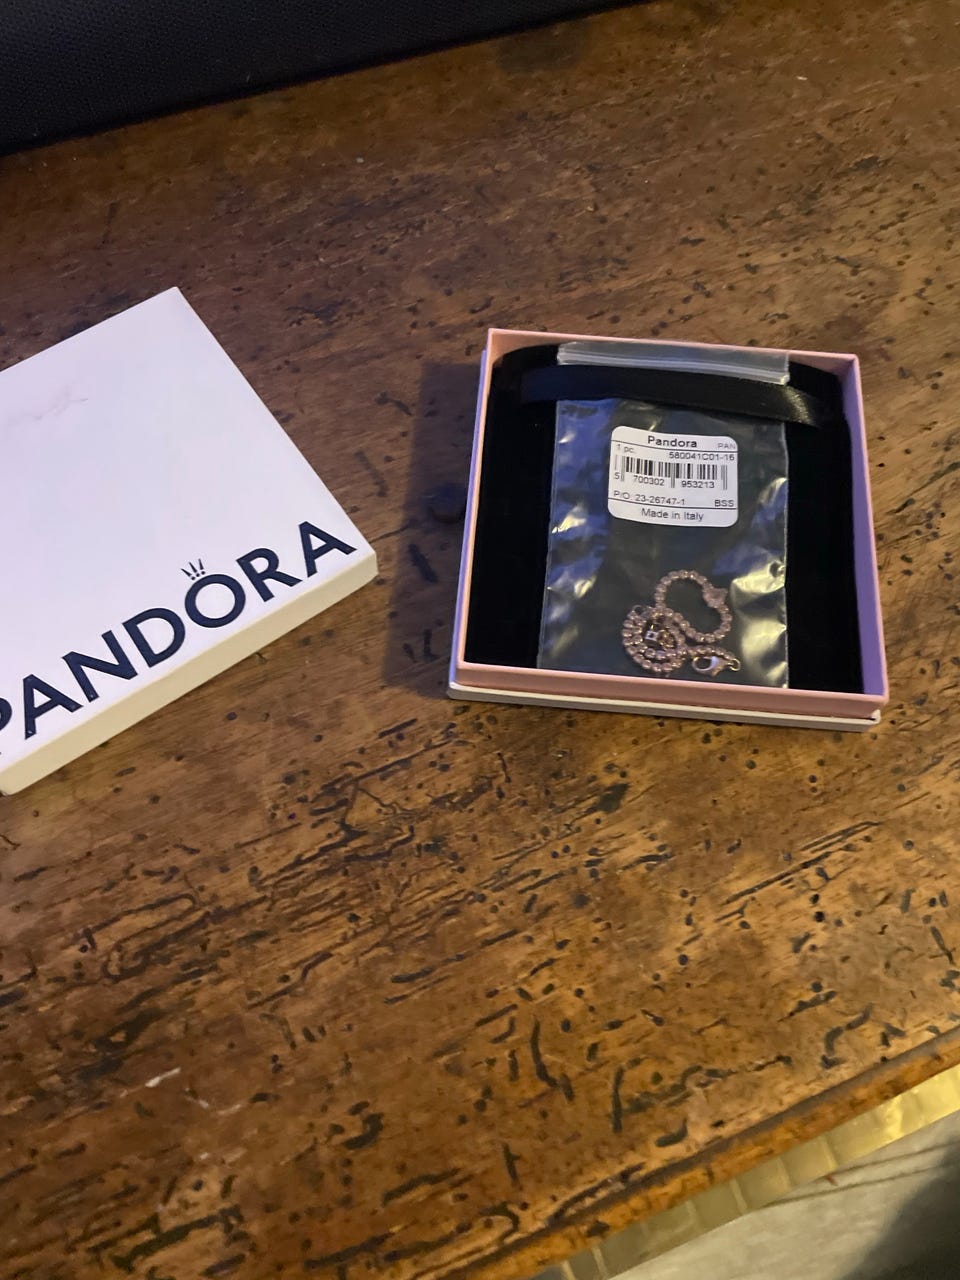 PANDORA
Pandora PAN
1 pc. 580041C01-16
5 700302 953213
P/O: 23-26747-1 BSS
Made in Italy